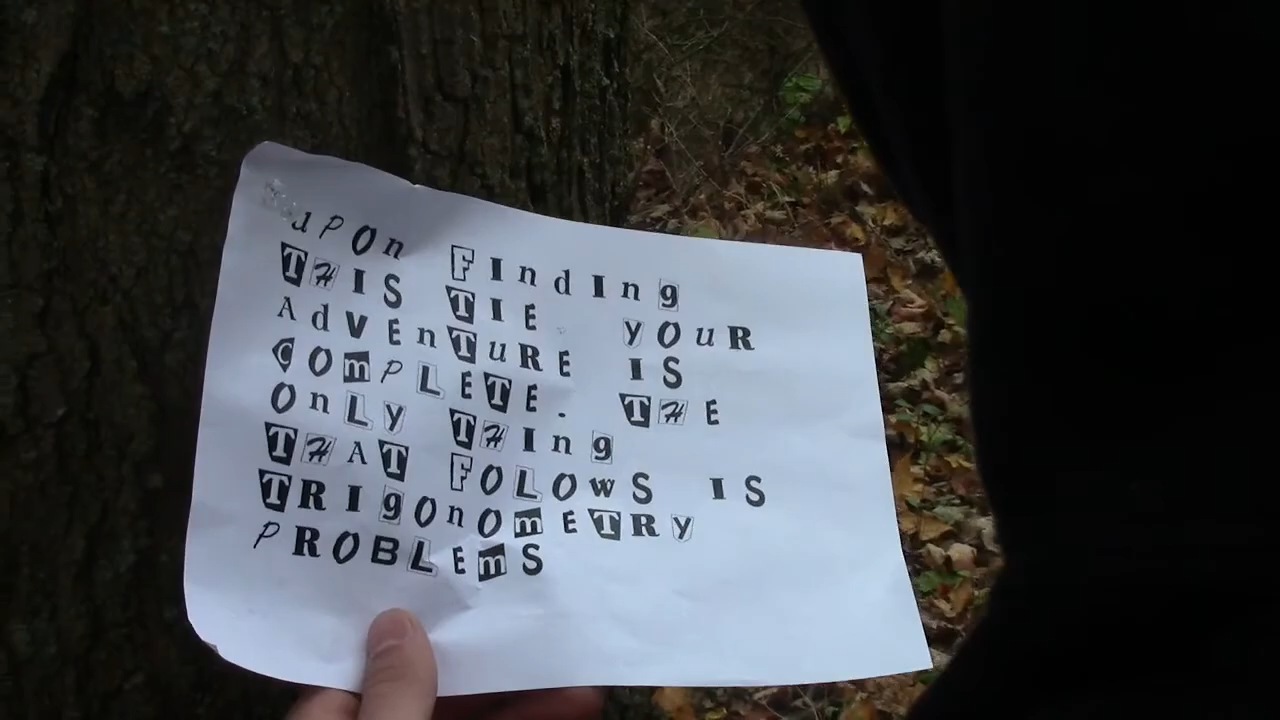 uPOn FIndIng
THIS TIE yOuR
AdVEnTuRE IS
COmPLETE. THE
OnLy THIng
THAT FOLOwS IS
TRIgOnOmETRy
PROBLEmS